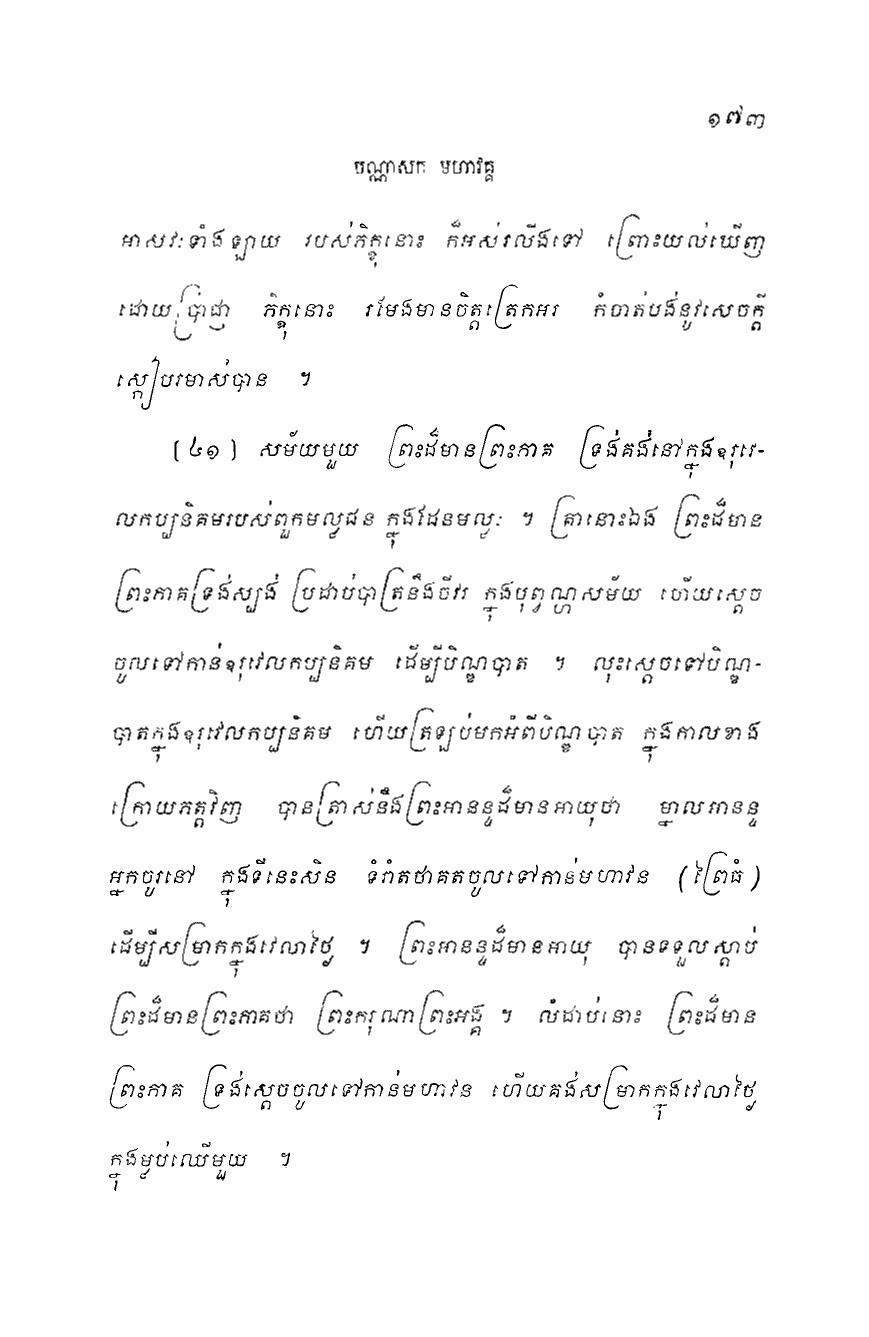 ១៧៣
បណ្ណាសក មហាវគ្គ
អាសវៈទាំងឡាយ របស់ភិក្ខុនោះ ក៏អស់រលីងទៅ ព្រោះយល់ឃើញ
ដោយប្រាជ្ញា ភិក្ខុនោះ រមែងមានចិត្តត្រេកអរ កំចាត់បង់នូវសេចក្តី
ស្តៀបរមាស់បាន ។
(៤១) សម័យមួយ ព្រះដ៏មានព្រះភាគ ទ្រង់គង់នៅក្នុងឧរុវេ-
លកប្បនិគមរបស់ពួកមល្លជន ក្នុងដែនមល្លៈ ។ គ្រានោះឯង ព្រះដ៏មាន
ព្រះភាគទ្រង់ស្បង់ ប្រដាប់បាត្រនឹងចីវរ ក្នុងបុព្វណ្ហសម័យ ហើយស្តេច
ចូលទៅកាន់ឧរុវេលកប្បនិគម ដើម្បីបិណ្ឌបាត ។ លុះស្តេចទៅបិណ្ឌ-
បាតក្នុងឧរុវេលកប្បនិគម ហើយត្រឡប់មកអំពីបិណ្ឌបាត ក្នុងកាលខាង
ក្រោយភត្តវិញ បានត្រាស់នឹងព្រះអានន្ទដ៏មានអាយុថា ម្នាលអានន្ទ
អ្នកចូរនៅ ក្នុងទីនេះសិន ទំរាំតថាគតចូលទៅកាន់មហាវន (ព្រៃធំ)
ដើម្បីសម្រាកក្នុងវេលាថ្ងៃ ។ ព្រះអានន្ទដ៏មានអាយុ បានទទួលស្តាប់
ព្រះដ៏មានព្រះភាគថា ព្រះករុណាព្រះអង្គ ។ លំដាប់នោះ ព្រះដ៏មាន
ព្រះភាគ ទ្រង់ស្តេចចូលទៅកាន់មហាវន ហើយគង់សម្រាកក្នុងវេលាថ្ងៃ
ក្នុងម្លប់ឈើមួយ ។